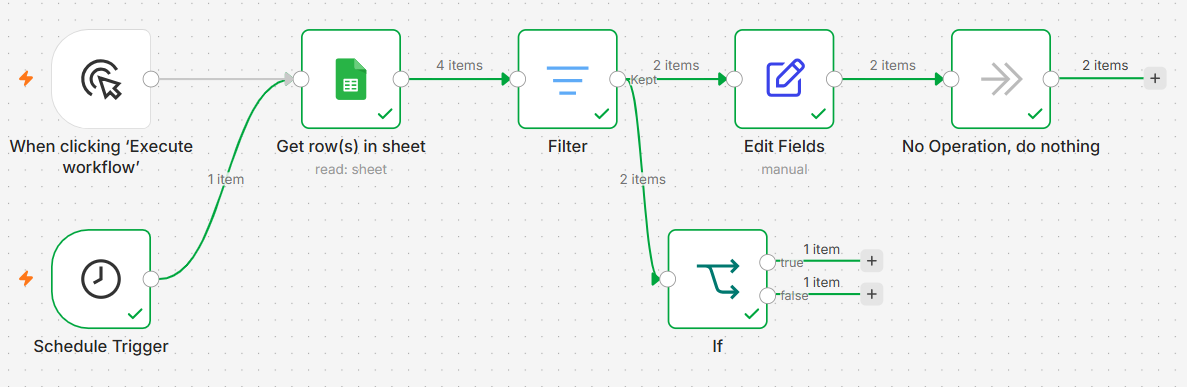 4 items
Kept
2 items
2 items
2 items
When clicking ‘Execute
workflow’
Get row(s) in sheet
read: sheet
Filter
Edit Fields
manual
No Operation, do nothing
1 item
2 items
1 item
true
1 item
false
Schedule Trigger
If